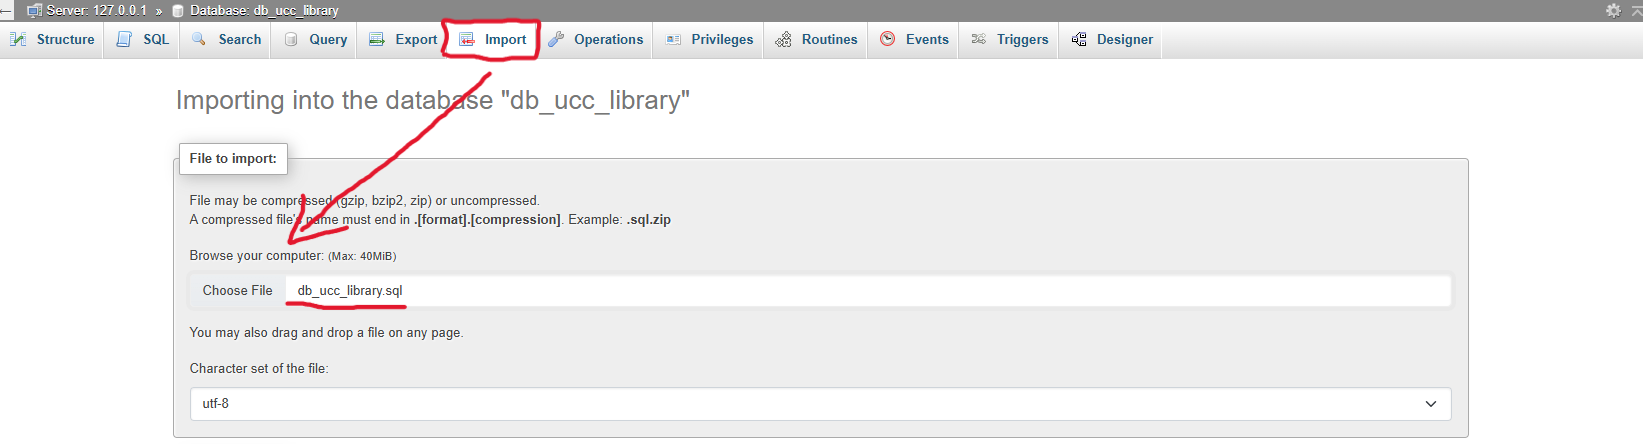 Server: 127.0.0.1 » Database: db_ucc_library
Structure SQL Search Query Export Import Operations Privileges Routines Events Triggers Designer
Importing into the database "db_ucc_library"
File to import:
File may be compressed (gzip, bzip2, zip) or uncompressed.
A compressed file's name must end in .[format].[compression]. Example: .sql.zip
Browse your computer: (Max: 40MiB)
Choose File db_ucc_library.sql
You may also drag and drop a file on any page.
Character set of the file:
utf-8